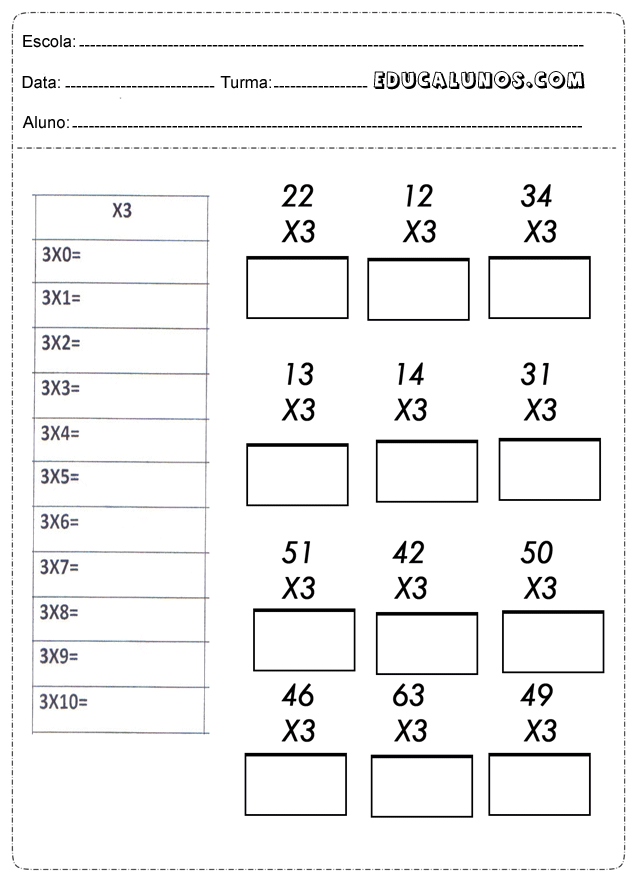 Escola:
Data: Turma: EDUCALUNOS.COM
Aluno:
X3
3X0=
3X1=
3X2=
3X3=
3X4=
3X5=
3X6=
3X7=
3X8=
3X9=
3X10=
22 12 34
X3 X3 X3
13 14 31
X3 X3 X3
51 42 50
X3 X3 X3
46 63 49
X3 X3 X3